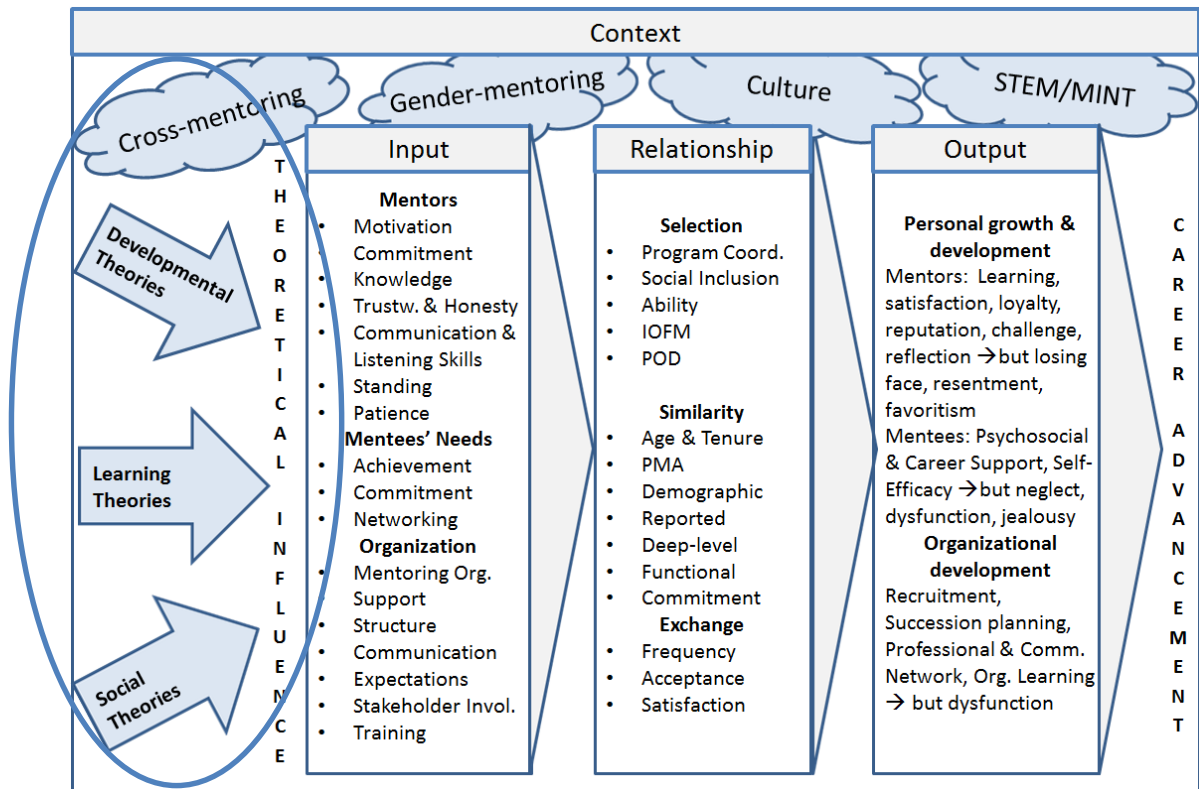 Context
Cross-mentoring
Gender-mentoring
Culture
STEM/MINT
Developmental
Theories
Learning
Theories
Social
Theories
THEORETICAL INFLUENCE
Input
Mentors
• Motivation
• Commitment
• Knowledge
• Trustw. & Honesty
• Communication &
Listening Skills
• Standing
• Patience
Mentees' Needs
• Achievement
• Commitment
• Networking
Organization
• Mentoring Org.
• Support
• Structure
• Communication
• Expectations
• Stakeholder Invol.
• Training
Relationship
Selection
• Program Coord.
• Social Inclusion
• Ability
• IOFM
• POD
Similarity
• Age & Tenure
• PMA
• Demographic
• Reported
• Deep-level
• Functional
• Commitment
Exchange
• Frequency
• Acceptance
• Satisfaction
Output
Personal growth &
development
Mentors: Learning,
satisfaction, loyalty,
reputation, challenge,
reflection → but losing
face, resentment,
favoritism
Mentees: Psychosocial
& Career Support, Self-
Efficacy → but neglect,
dysfunction, jealousy
Organizational
development
Recruitment,
Succession planning,
Professional & Comm.
Network, Org. Learning
→ but dysfunction
CAREER ADVANCEMENT